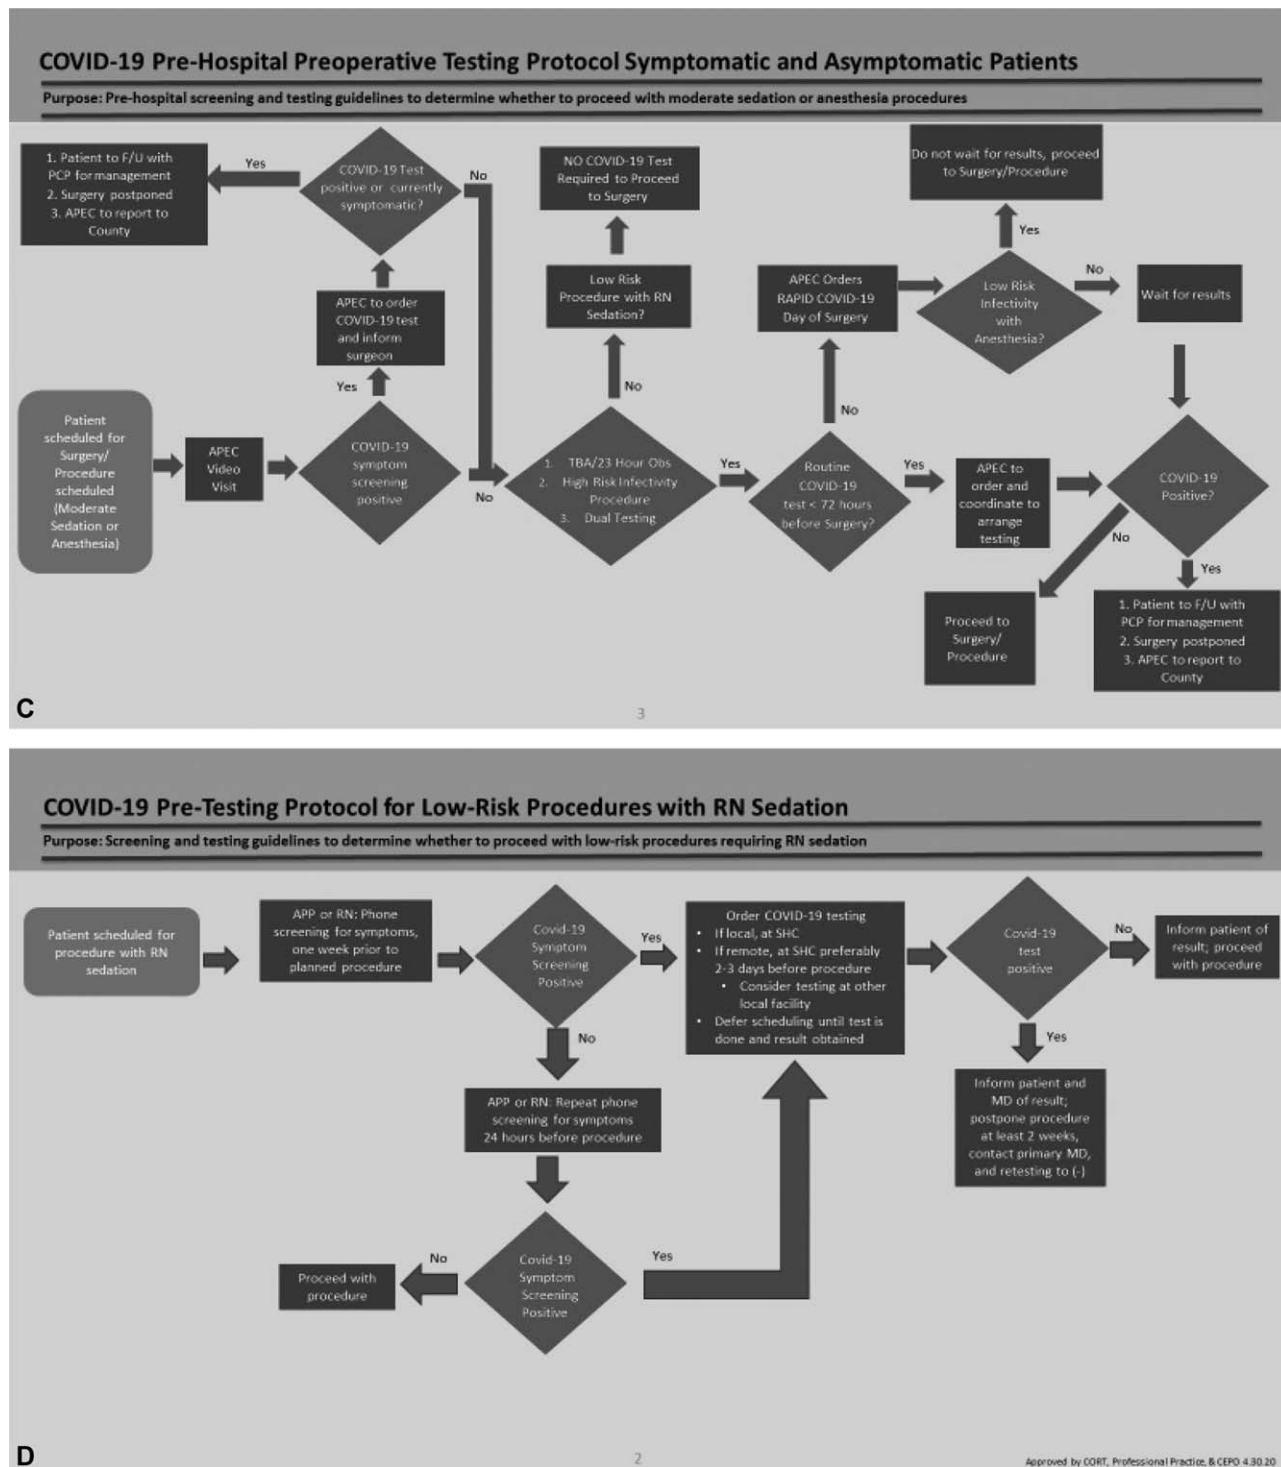 COVID-19 Pre-Hospital Preoperative Testing Protocol Symptomatic and Asymptomatic Patients
Purpose: Pre-hospital screening and testing guidelines to determine whether to proceed with moderate sedation or anesthesia procedures
Patient
scheduled for
Surgery/
Procedure
scheduled
(Moderate
Sedation or
Anesthesia)
APEC
Video
Visit
COVID-19
symptom
screening
positive
Yes
No
APEC to order
COVID-19 test
and inform
surgeon
COVID-19 Test
positive or currently
symptomatic?
Yes
No
1. Patient to F/U with
PCP for management
2. Surgery postponed
3. APEC to report to
County
1. TBA/23 Hour Obs
2. High Risk Infectivity
Procedure
3. Dual Testing
No
Yes
Low Risk
Procedure with RN
Sedation?
NO COVID-19 Test
Required to Proceed
to Surgery
Routine
COVID-19
test < 72 hours
before Surgery?
No
Yes
APEC Orders
RAPID COVID-19
Day of Surgery
Low Risk
Infectivity
with
Anesthesia?
Yes
No
Do not wait for results, proceed
to Surgery/Procedure
Wait for results
APEC to
order and
coordinate to
arrange
testing
COVID-19
Positive?
No
Yes
Proceed to
Surgery/
Procedure
1. Patient to F/U with
PCP for management
2. Surgery postponed
3. APEC to report to
County
C
3
COVID-19 Pre-Testing Protocol for Low-Risk Procedures with RN Sedation
Purpose: Screening and testing guidelines to determine whether to proceed with low-risk procedures requiring RN sedation
Patient scheduled for
procedure with RN
sedation
APP or RN: Phone
screening for symptoms,
one week prior to
planned procedure
Covid-19
Symptom
Screening
Positive
Yes
No
Order COVID-19 testing
• If local, at SHC
• If remote, at SHC preferably
2-3 days before procedure
• Consider testing at other
local facility
• Defer scheduling until test is
done and result obtained
Covid-19
test
positive
No
Yes
Inform patient of
result; proceed
with procedure
Inform patient and
MD of result;
postpone procedure
at least 2 weeks,
contact primary MD,
and retesting to (-)
APP or RN: Repeat phone
screening for symptoms
24 hours before procedure
Covid-19
Symptom
Screening
Positive
No
Yes
Proceed with
procedure
D
2
Approved by CORT, Professional Practice, & CEPD 4.30.20